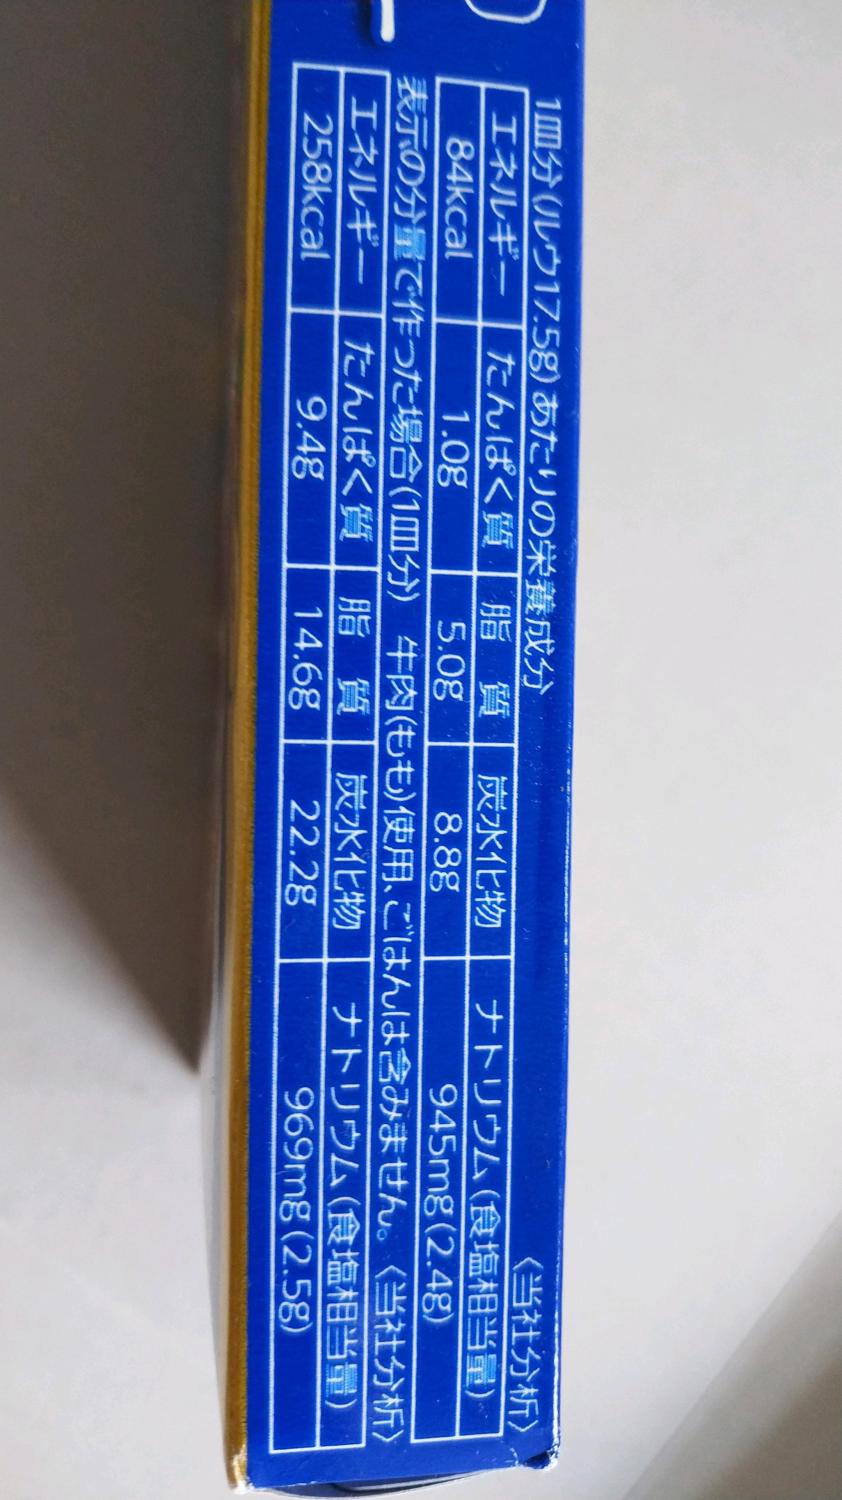 1皿分(ルウ17.5g)あたりの栄養成分 〈当社分析〉
エネルギー たんぱく質 脂 質 炭水化物 ナトリウム(食塩相当量)
84kcal 1.0g 5.0g 8.8g 945mg(2.4g)
表示の分量で作った場合(1皿分) 牛肉(もも)使用、ごはんは含みません。 〈当社分析〉
エネルギー たんぱく質 脂 質 炭水化物 ナトリウム(食塩相当量)
258kcal 9.4g 14.6g 22.2g 969mg(2.5g)